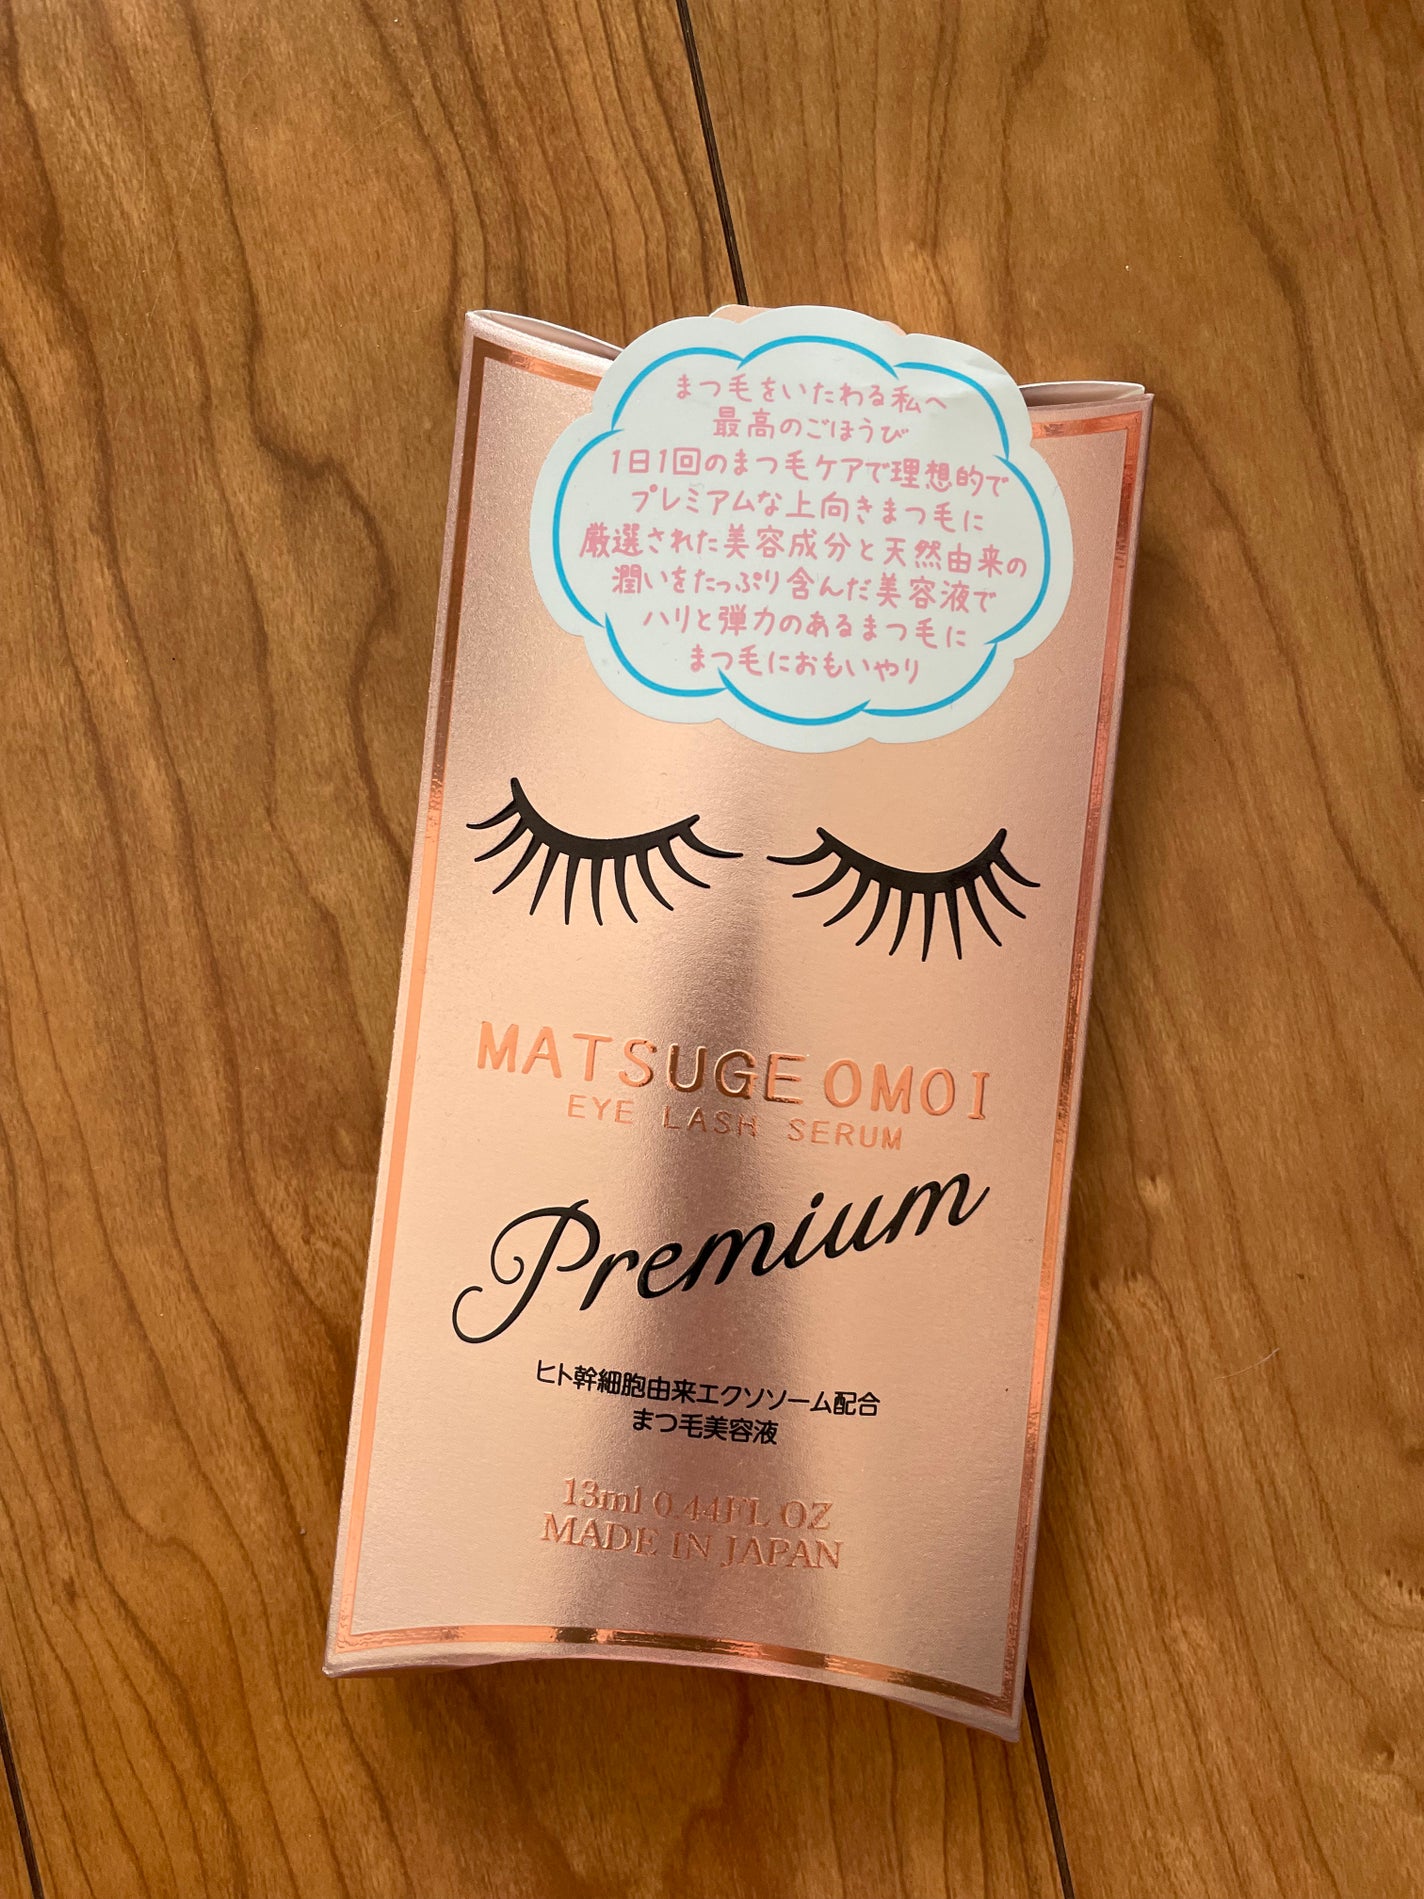 まつ毛をいたわる私へ
最高のごほうび
1日1回のまつ毛ケアで理想的で
プレミアムな上向きまつ毛に
厳選された美容成分と天然由来の
潤いをたっぷり含んだ美容液で
ハリと弾力のあるまつ毛に
まつ毛におもいやり
MATSUGE OMOI
EYE LASH SERUM
Premium
ヒト幹細胞由来エクソソーム配合
まつ毛美容液
13ml 0.44FL OZ
MADE IN JAPAN